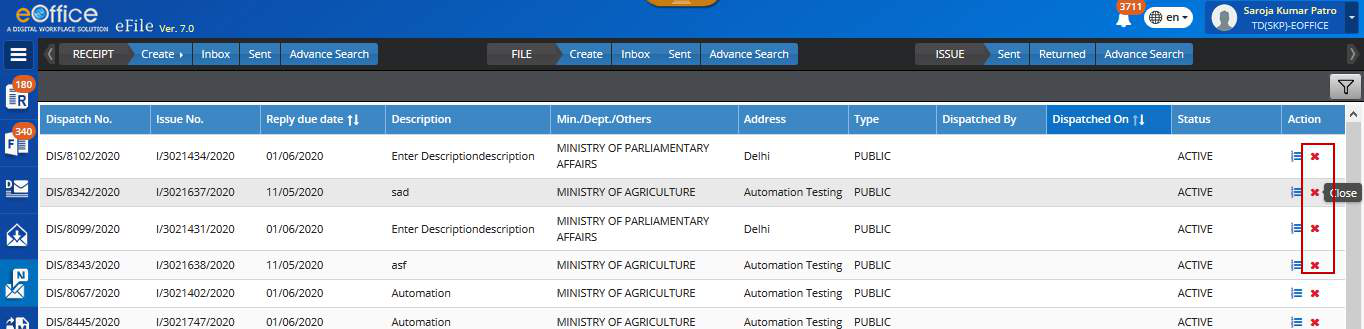 eOffice
A DIGITAL WORKPLACE SOLUTION
eFile Ver. 7.0
3711
en
Saroja Kumar Patro
TD(SKP)-EOFFICE
RECEIPT Create Inbox Sent Advance Search FILE Create Inbox Sent Advance Search ISSUE Sent Returned Advance Search
180
R
340
F
D
N
Dispatch No. Issue No. Reply due date Description Min./Dept./Others Address Type Dispatched By Dispatched On Status Action
DIS/8102/2020 I/3021434/2020 01/06/2020 Enter Descriptiondescription MINISTRY OF PARLIAMENTARY AFFAIRS Delhi PUBLIC ACTIVE
DIS/8342/2020 I/3021637/2020 11/05/2020 sad MINISTRY OF AGRICULTURE Automation Testing PUBLIC ACTIVE
Close
DIS/8099/2020 I/3021431/2020 01/06/2020 Enter Descriptiondescription MINISTRY OF PARLIAMENTARY AFFAIRS Delhi PUBLIC ACTIVE
DIS/8343/2020 I/3021638/2020 11/05/2020 asf MINISTRY OF AGRICULTURE Automation Testing PUBLIC ACTIVE
DIS/8067/2020 I/3021402/2020 01/06/2020 Automation MINISTRY OF AGRICULTURE Automation Testing PUBLIC ACTIVE
DIS/8445/2020 I/3021747/2020 01/06/2020 Automation MINISTRY OF AGRICULTURE Automation Testing PUBLIC ACTIVE